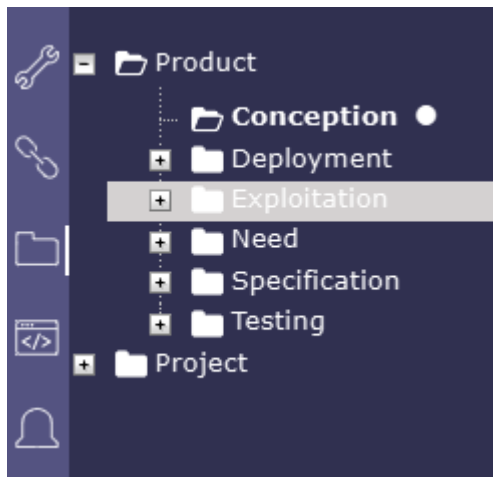 Product
Conception
Deployment
Exploitation
Need
Specification
Testing
Project